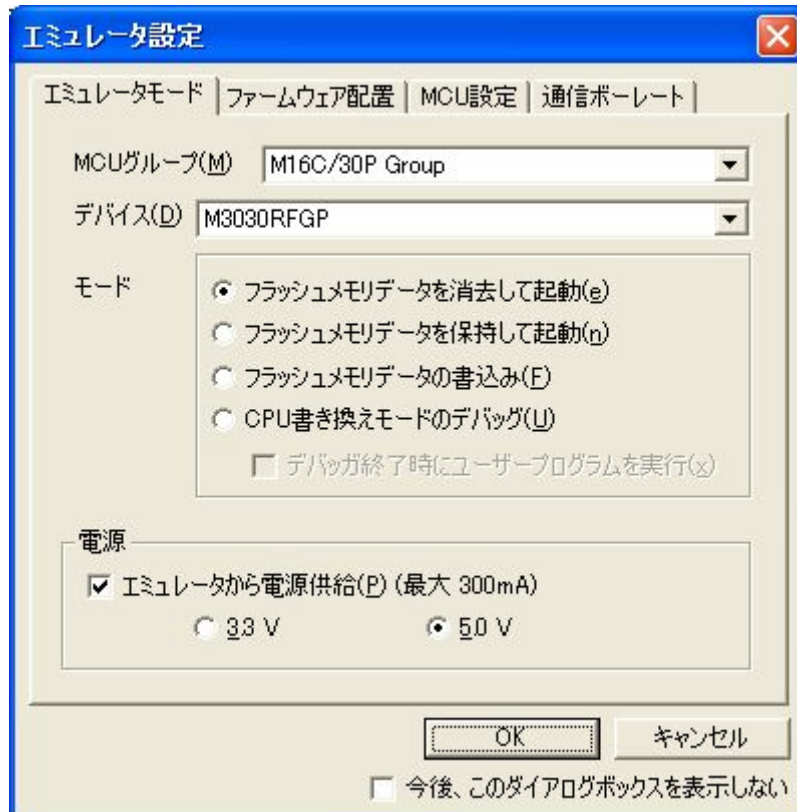 エミュレータ設定
エミュレータモード ファームウェア配置 MCU設定 通信ボーレート
MCUグループ(M) M16C/30P Group
デバイス(D) M3030RFGP
モード
フラッシュメモリデータを消去して起動(e)
フラッシュメモリデータを保持して起動(n)
フラッシュメモリデータの書込み(F)
CPU書き換えモードのデバッグ(U)
デバッガ終了時にユーザープログラムを実行(x)
電源
エミュレータから電源供給(P) (最大 300mA)
3.3 V 5.0 V
OK キャンセル
今後、このダイアログボックスを表示しない